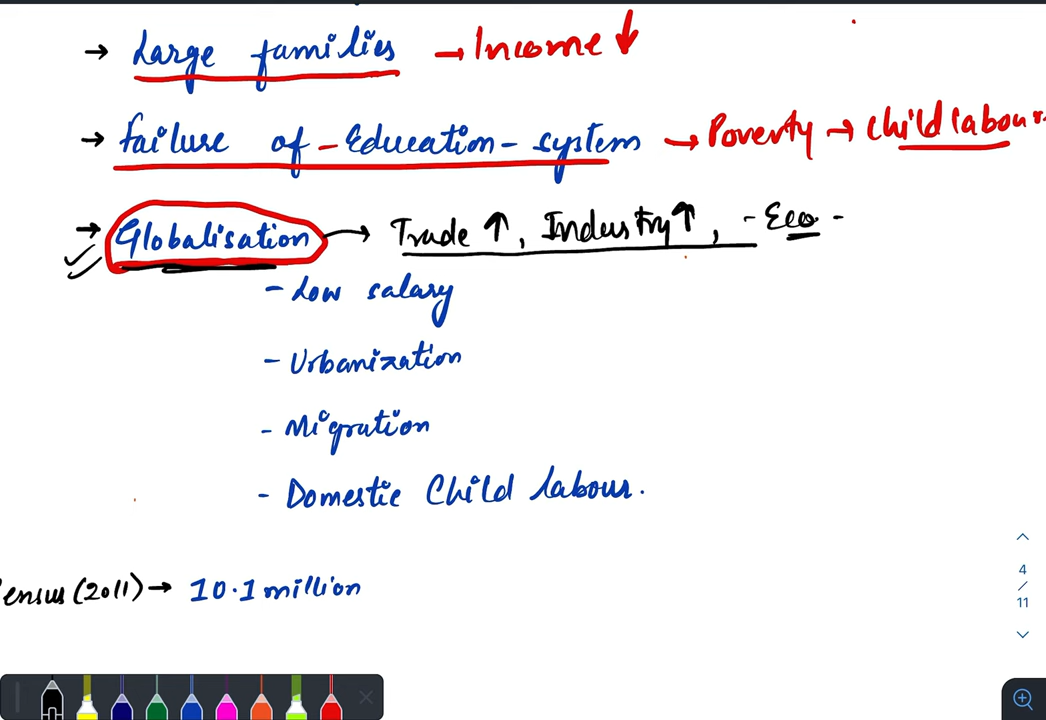 → Large families → Income ↓
→ failure of - Education - system → Poverty → child labour.
→ Globalisation → Trade ↑, Industry ↑, - Eco -
- Low salary
- Urbanization
- Migration
- Domestic Child labour.
ensus (2011) → 10.1 million
4
/
11